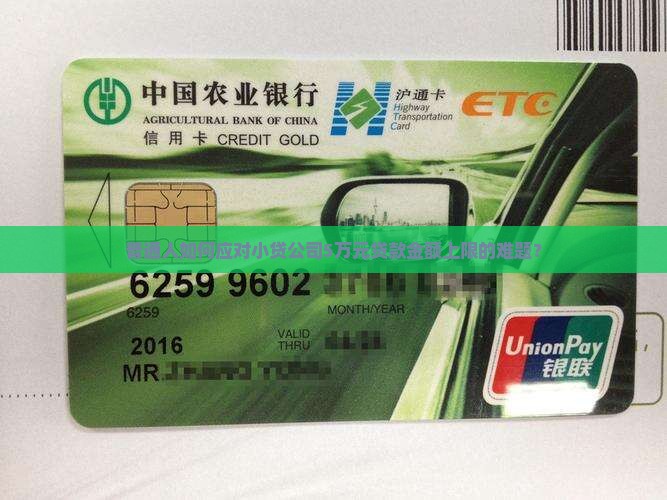 中国农业银行
AGRICULTURAL BANK OF CHINA
信用卡 CREDIT GOLD
沪通卡
Highway
Transportation
Card
ETC
普通人如何应对小贷公司5万元贷款金额上限的难题?
6259 9602
6259
MONTH/YEAR
2016
VALID
THRU
MR.
UnionPay
银联